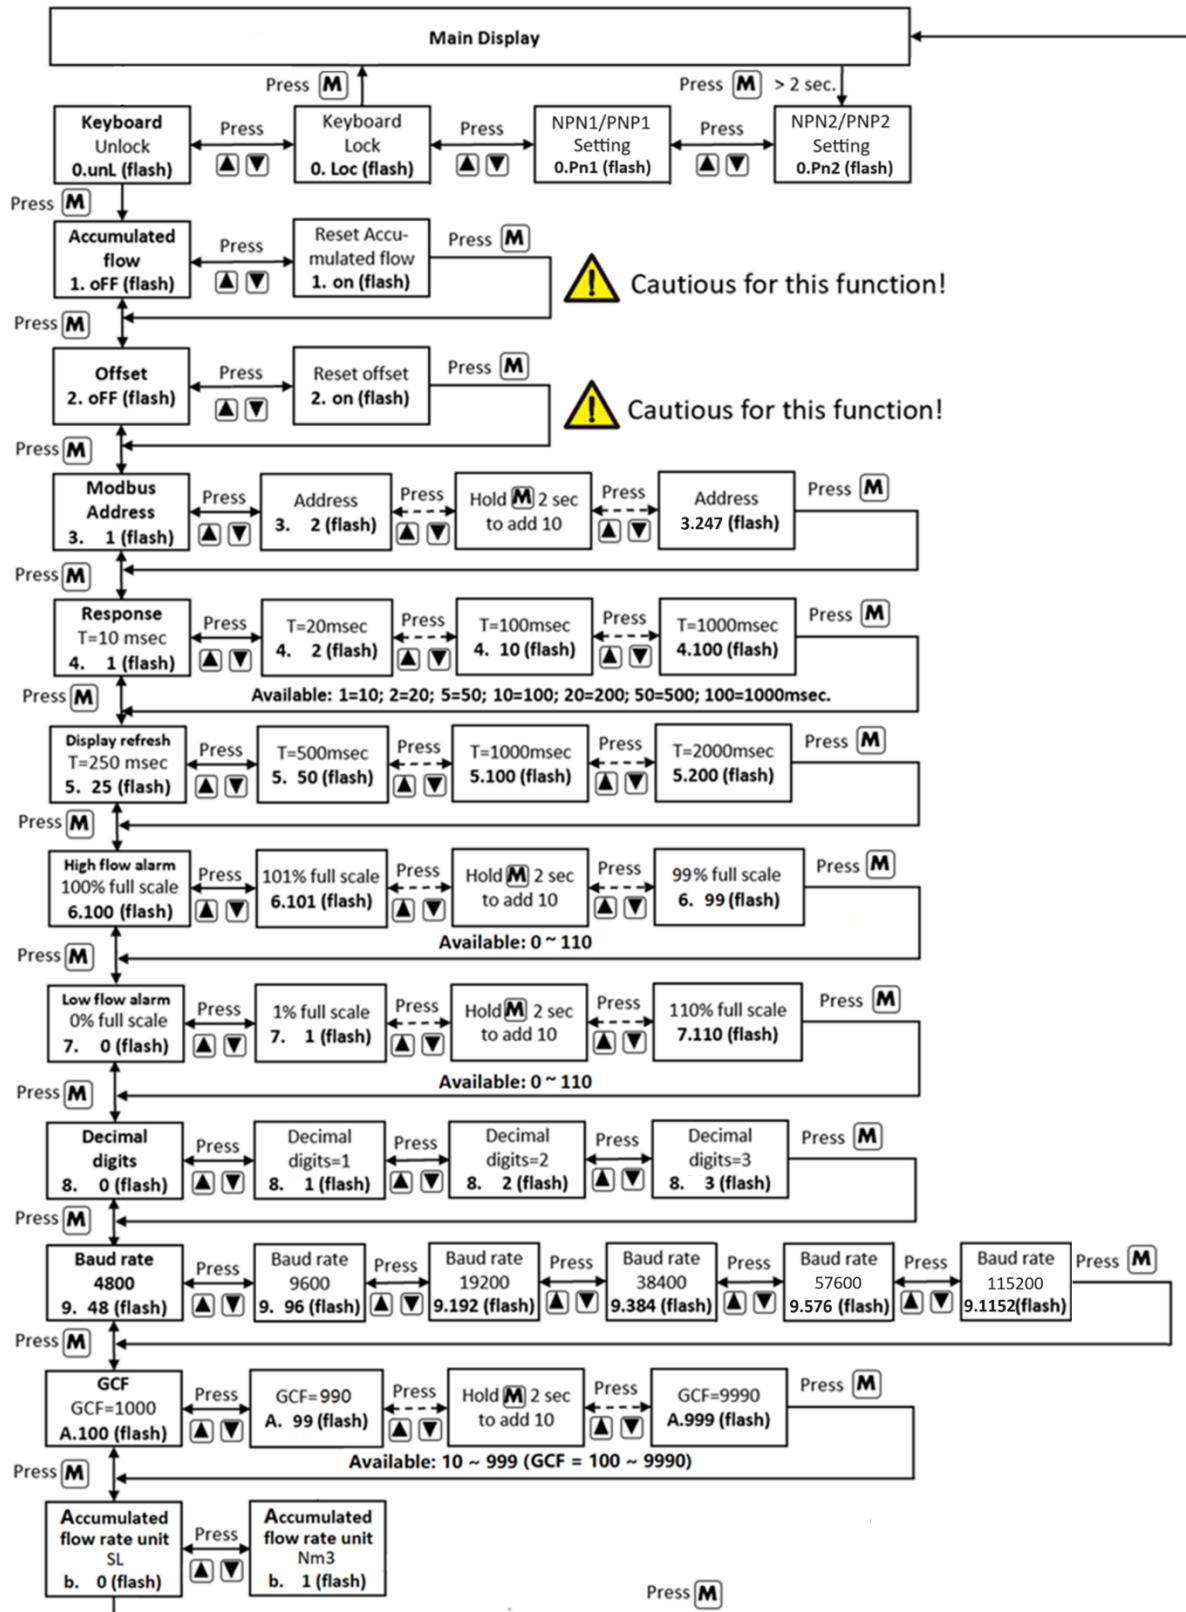 Main Display
Press M
Press M > 2 sec.
Keyboard
Unlock
0.unL (flash)
Press
Keyboard
Lock
0. Loc (flash)
Press
NPN1/PNP1
Setting
0.Pn1 (flash)
Press
NPN2/PNP2
Setting
0.Pn2 (flash)
Press M
Accumulated
flow
1. oFF (flash)
Press
Reset Accu-
mulated flow
1. on (flash)
Press M
Cautious for this function!
Press M
Offset
2. oFF (flash)
Press
Reset offset
2. on (flash)
Press M
Cautious for this function!
Press M
Modbus
Address
3. 1 (flash)
Press
Address
3. 2 (flash)
Press
Hold M 2 sec
to add 10
Press
Address
3.247 (flash)
Press M
Press M
Response
T=10 msec
4. 1 (flash)
Press
T=20msec
4. 2 (flash)
Press
T=100msec
4. 10 (flash)
Press
T=1000msec
4.100 (flash)
Press M
Press M
Available: 1=10; 2=20; 5=50; 10=100; 20=200; 50=500; 100=1000msec.
Display refresh
T=250 msec
5. 25 (flash)
Press
T=500msec
5. 50 (flash)
Press
T=1000msec
5.100 (flash)
Press
T=2000msec
5.200 (flash)
Press M
Press M
High flow alarm
100% full scale
6.100 (flash)
Press
101% full scale
6.101 (flash)
Press
Hold M 2 sec
to add 10
Press
99% full scale
6. 99 (flash)
Press M
Available: 0 ~ 110
Press M
Low flow alarm
0% full scale
7. 0 (flash)
Press
1% full scale
7. 1 (flash)
Press
Hold M 2 sec
to add 10
Press
110% full scale
7.110 (flash)
Press M
Available: 0 ~ 110
Press M
Decimal
digits
8. 0 (flash)
Press
Decimal
digits=1
8. 1 (flash)
Press
Decimal
digits=2
8. 2 (flash)
Press
Decimal
digits=3
8. 3 (flash)
Press M
Press M
Baud rate
4800
9. 48 (flash)
Press
Baud rate
9600
9. 96 (flash)
Press
Baud rate
19200
9.192 (flash)
Press
Baud rate
38400
9.384 (flash)
Press
Baud rate
57600
9.576 (flash)
Press
Baud rate
115200
9.1152(flash)
Press M
Press M
GCF
GCF=1000
A.100 (flash)
Press
GCF=990
A. 99 (flash)
Press
Hold M 2 sec
to add 10
Press
GCF=9990
A.999 (flash)
Press M
Available: 10 ~ 999 (GCF = 100 ~ 9990)
Press M
Accumulated
flow rate unit
SL
b. 0 (flash)
Press
Accumulated
flow rate unit
Nm3
b. 1 (flash)
Press M